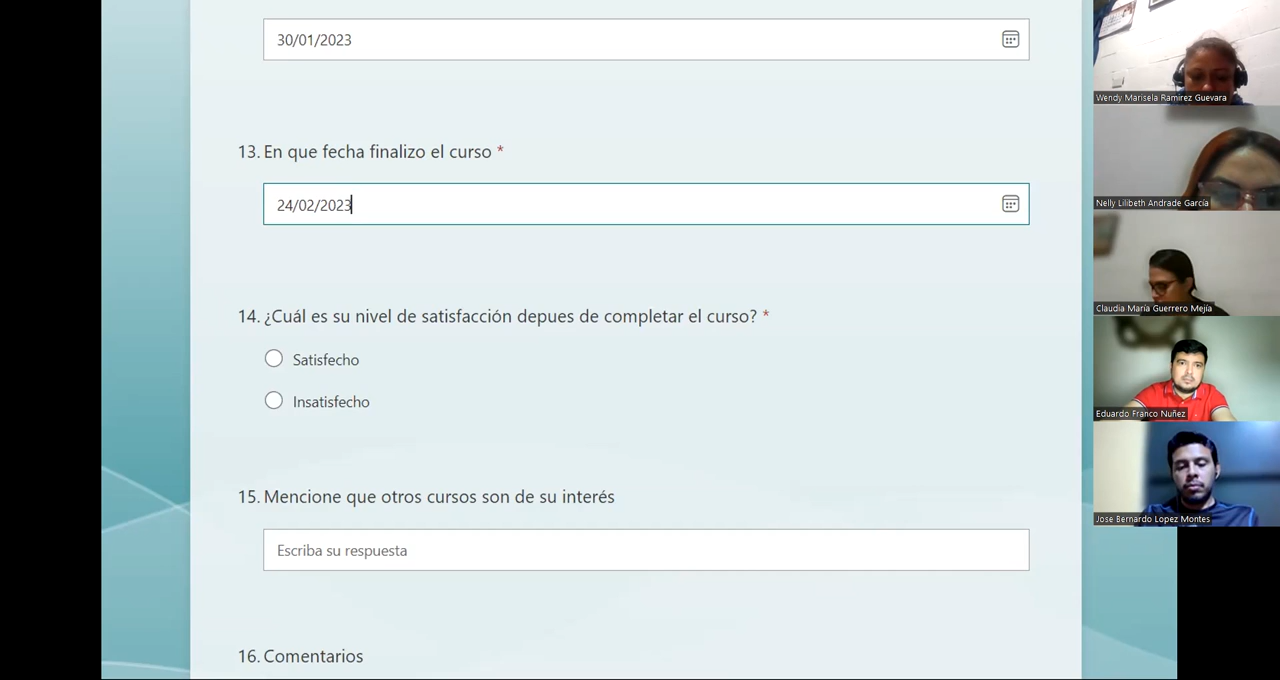 30/01/2023
13. En que fecha finalizo el curso *
24/02/2023
14. ¿Cuál es su nivel de satisfacción depues de completar el curso? *
Satisfecho
Insatisfecho
15. Mencione que otros cursos son de su interés
Escriba su respuesta
16. Comentarios
Wendy Marisela Ramirez Guevara
Nelly Lilibeth Andrade García
Claudia María Guerrero Mejía
Eduardo Franco Nuñez
Jose Bernardo Lopez Montes